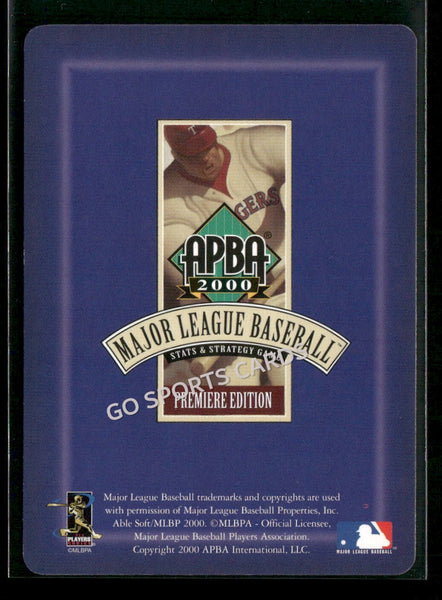 T
GERS
APBA®
2000
MAJOR LEAGUE BASEBALL™
STATS & STRATEGY GAME
GO SPORTS CARDS
PREMIERE EDITION
Major League Baseball trademarks and copyrights are used
with permission of Major League Baseball Properties, Inc.
Able Soft/MLBP 2000. ©MLBPA - Official Licensee,
Major League Baseball Players Association.
Copyright 2000 APBA International, LLC.
PLAYERS
©MLBPA
MAJOR LEAGUE BASEBALL